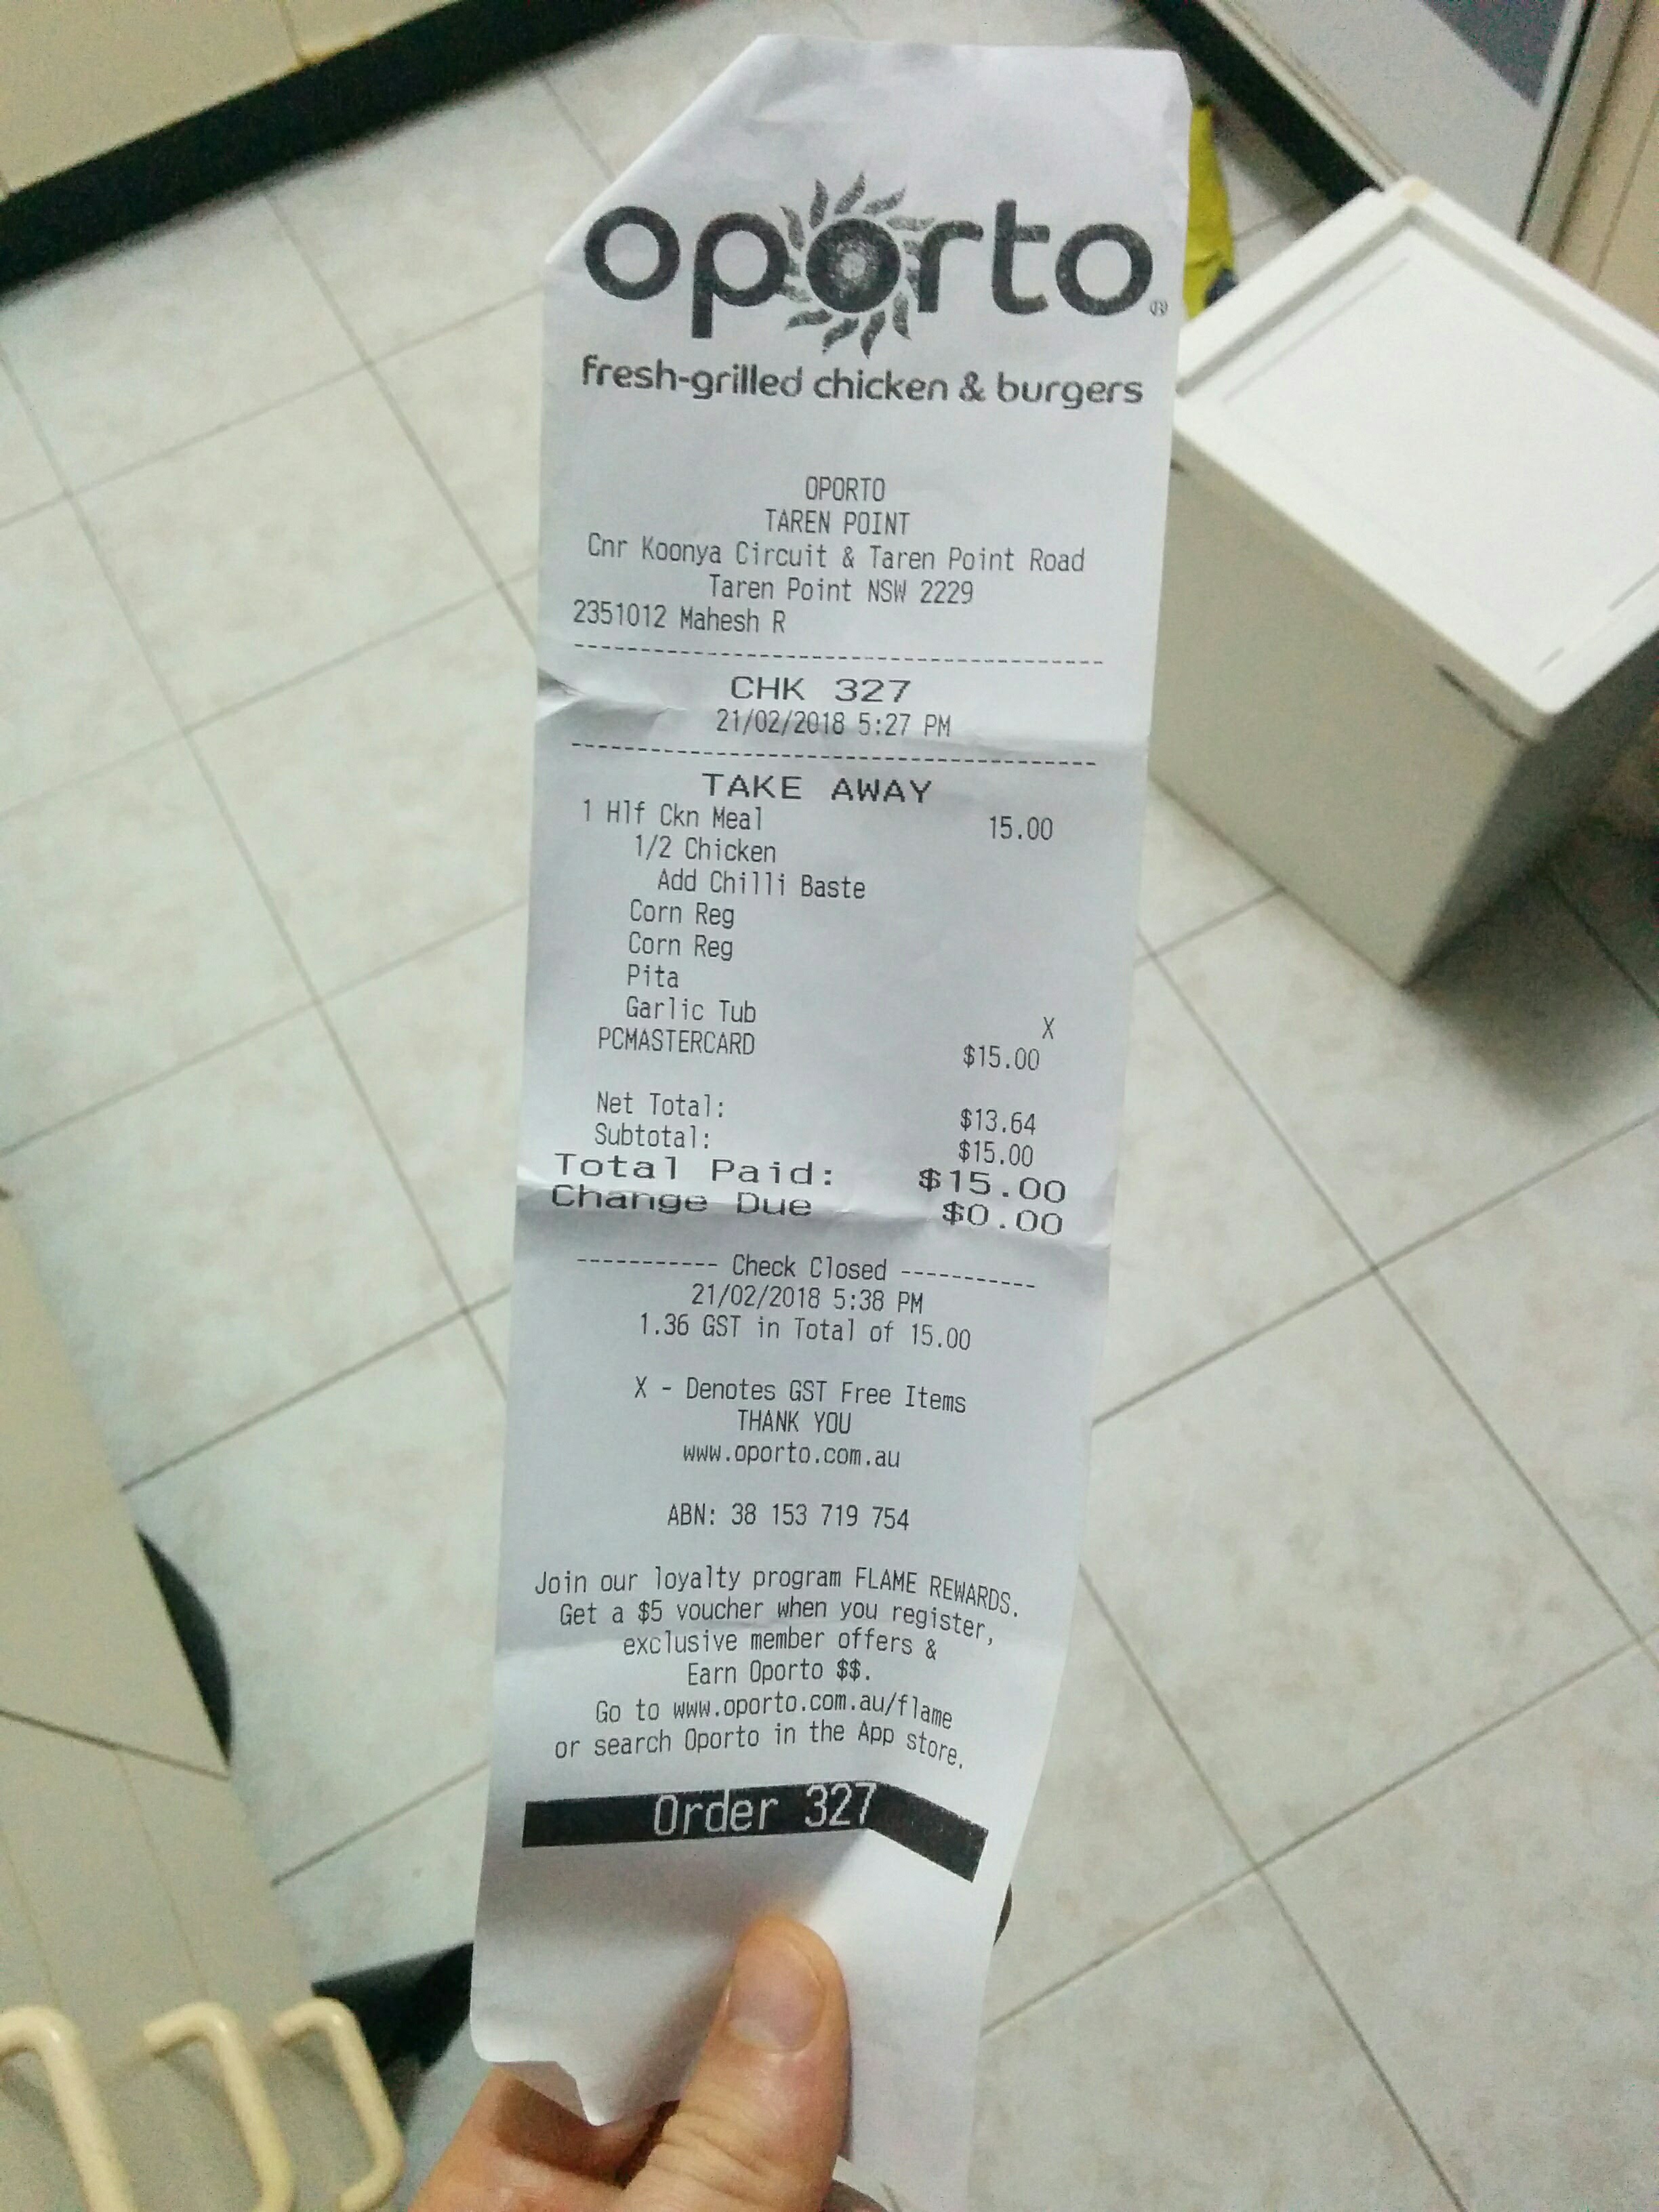 oporto®
fresh-grilled chicken & burgers
OPORTO
TAREN POINT
Cnr Koonya Circuit & Taren Point Road
Taren Point NSW 2229
2351012 Mahesh R
----------------------------------------
CHK 327
21/02/2018 5:27 PM
----------------------------------------
TAKE AWAY
1 Hlf Ckn Meal 15.00
1/2 Chicken
Add Chilli Baste
Corn Reg
Corn Reg
Pita
Garlic Tub X
PCMASTERCARD $15.00
Net Total: $13.64
Subtotal: $15.00
Total Paid: $15.00
Change Due $0.00
----------- Check Closed -----------
21/02/2018 5:38 PM
1.36 GST in Total of 15.00
X - Denotes GST Free Items
THANK YOU
www.oporto.com.au
ABN: 38 153 719 754
Join our loyalty program FLAME REWARDS.
Get a $5 voucher when you register,
exclusive member offers &
Earn Oporto $$.
Go to www.oporto.com.au/flame
or search Oporto in the App store.
Order 327